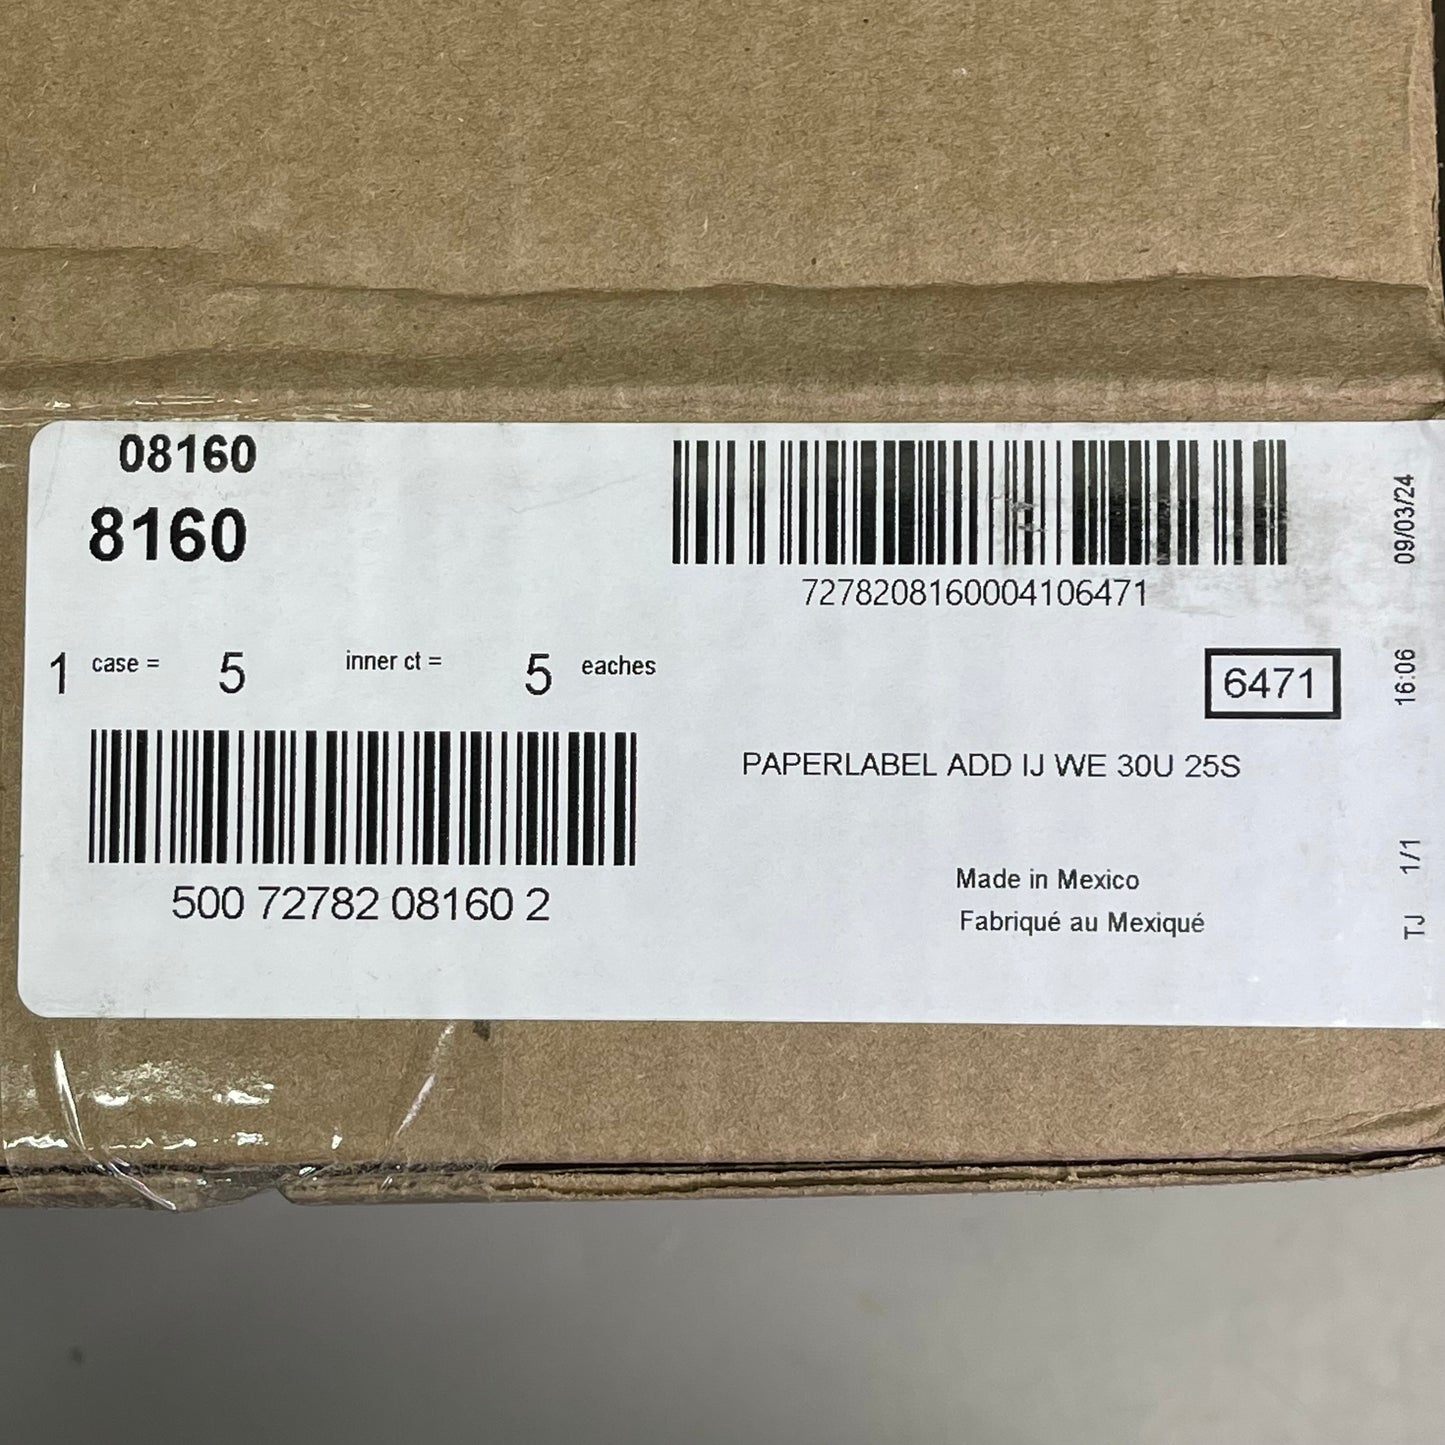 08160
8160
7278208160004106471
1 case = 5 inner ct = 5 eaches
6471
500 72782 08160 2
PAPERLABEL ADD IJ WE 30U 25S
Made in Mexico
Fabriqué au Mexiqué
TJ 1/1 16:06 09/03/24